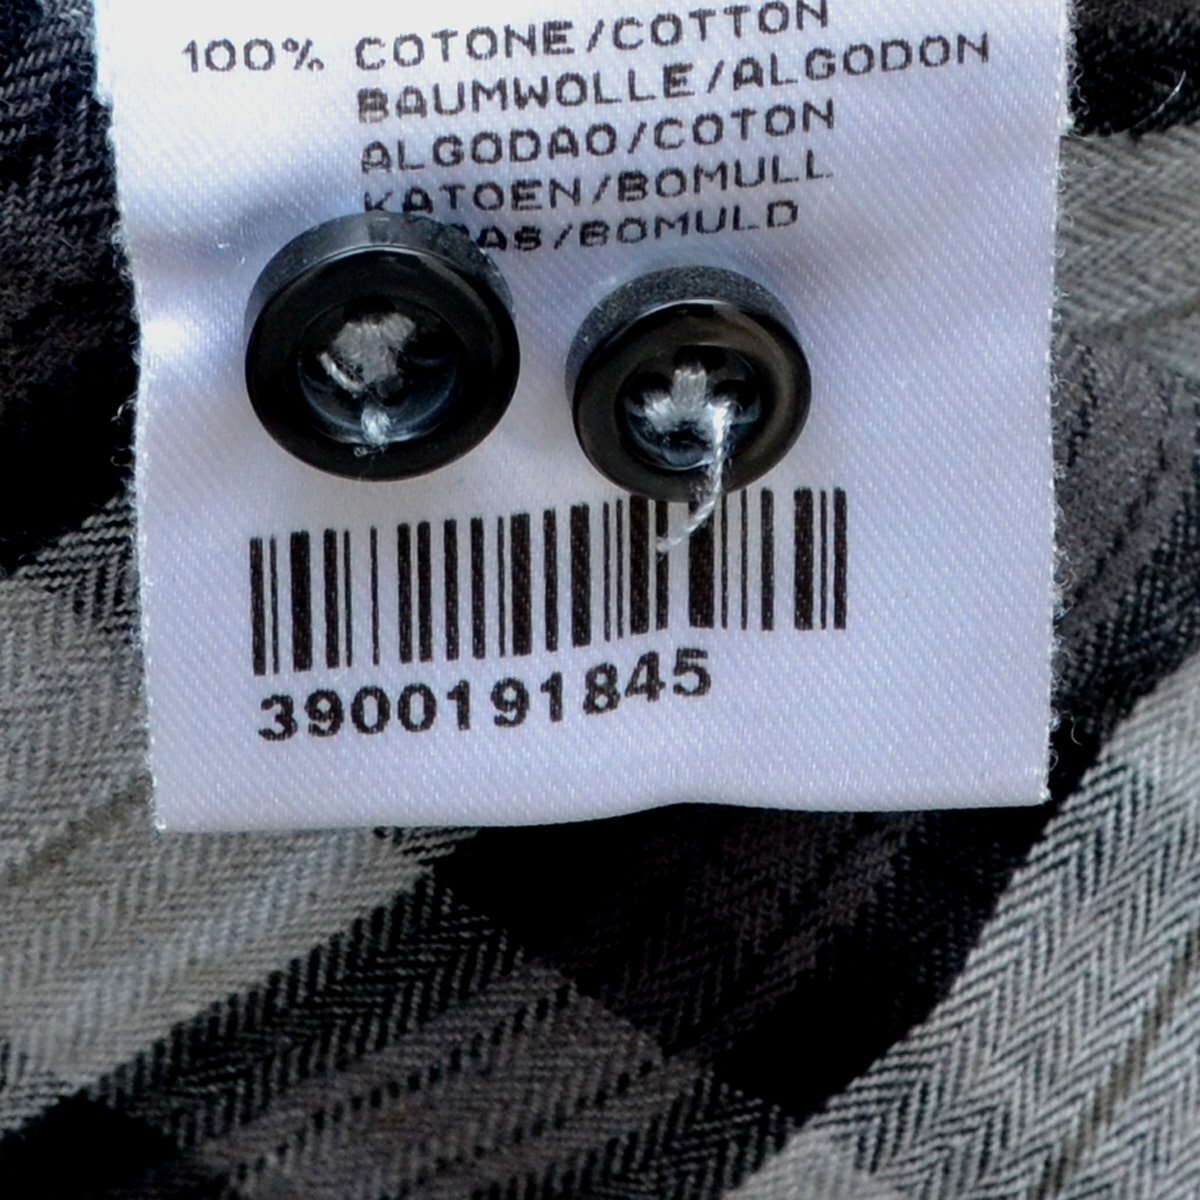 100% COTONE/COTTON
BAUMWOLLE/ALGODON
ALGODAO/COTON
KATOEN/BOMULL
/BOMULD
3900191845